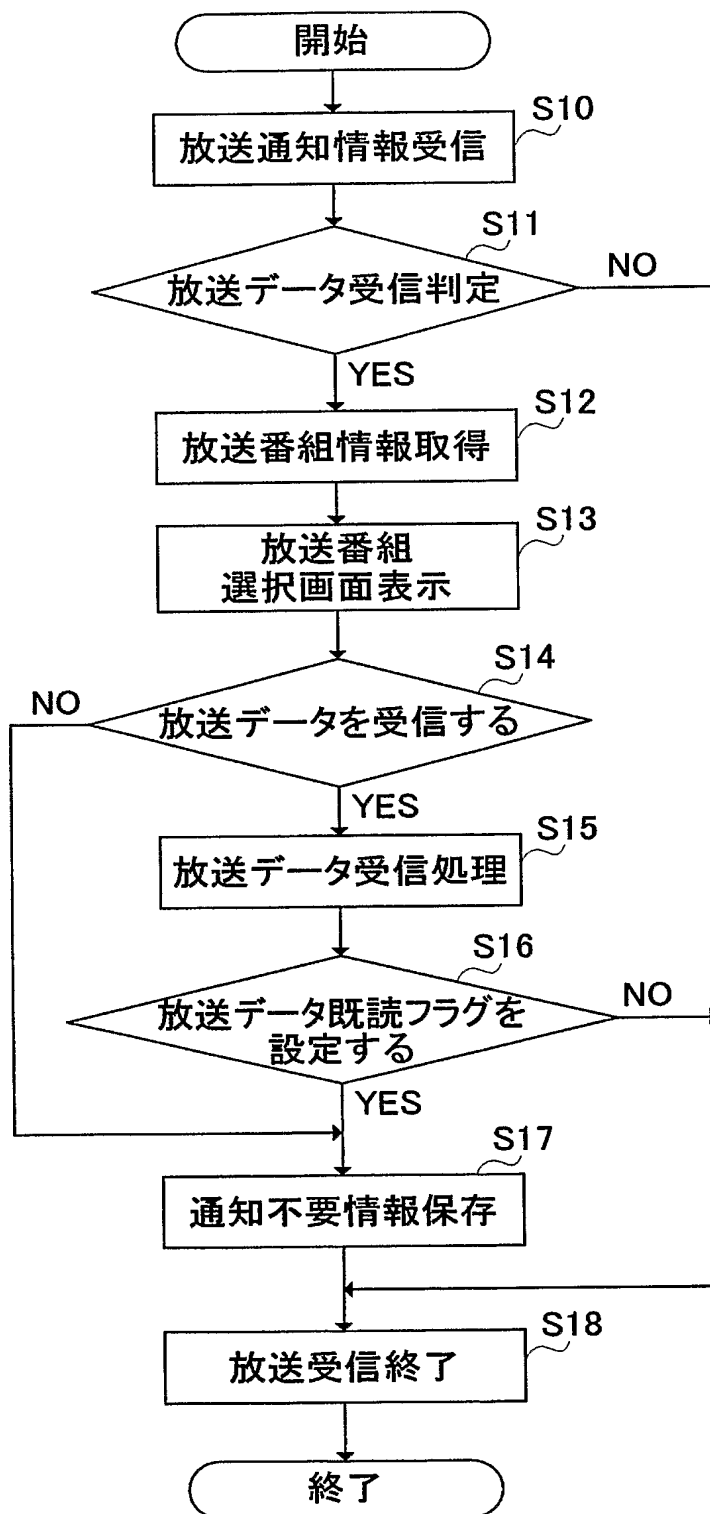 開始
S10
放送通知情報受信
S11
放送データ受信判定
NO
YES
S12
放送番組情報取得
S13
放送番組
選択画面表示
S14
NO
放送データを受信する
YES
S15
放送データ受信処理
S16
放送データ既読フラグを
設定する
NO
YES
S17
通知不要情報保存
S18
放送受信終了
終了